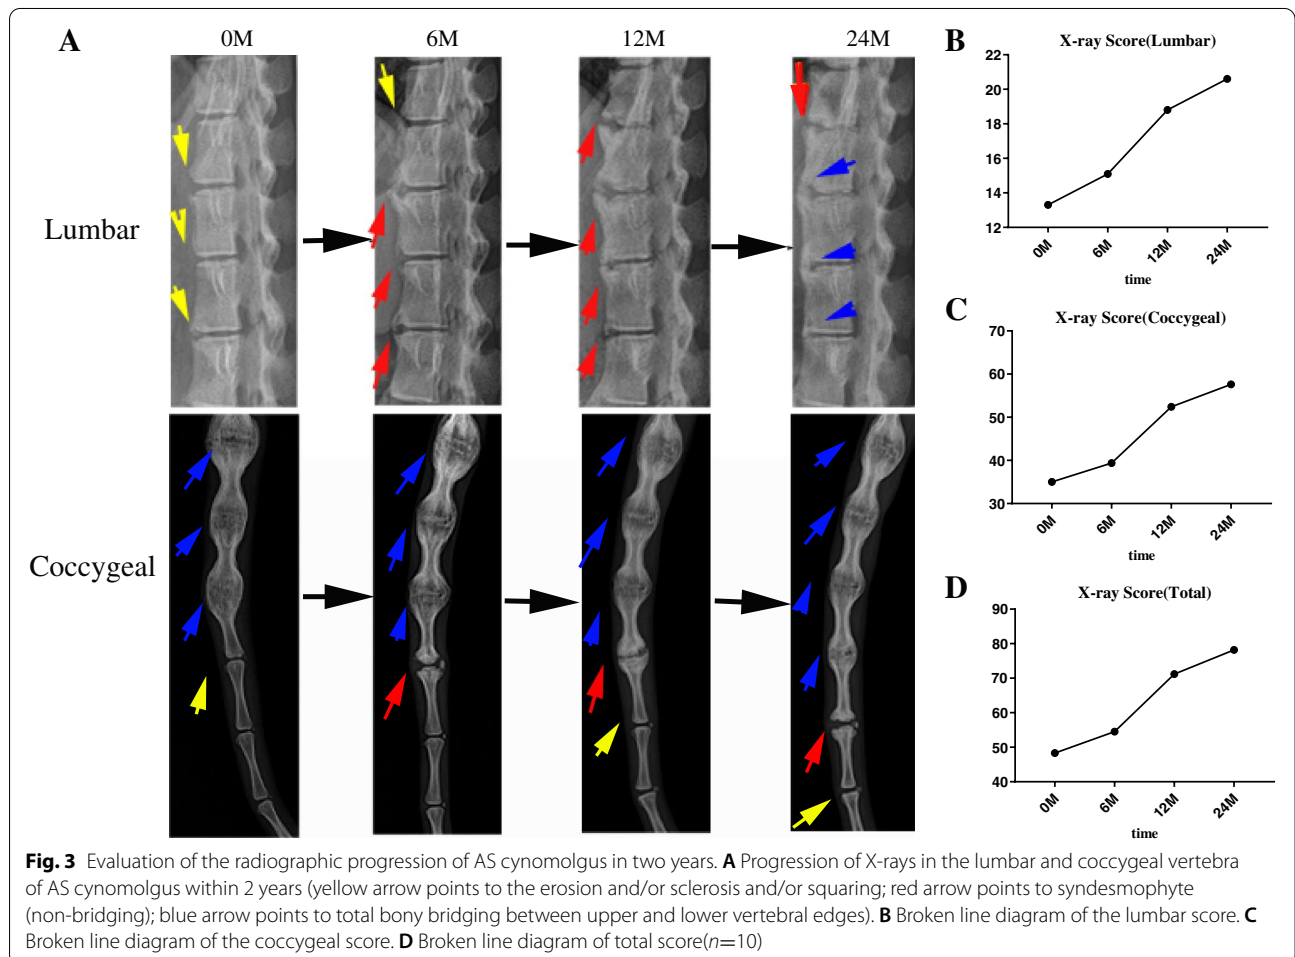 A
0M
6M
12M
24M
Lumbar
Coccygeal
B
X-ray Score(Lumbar)
22
20
18
16
14
12
0M
6M
12M
24M
time
C
X-ray Score(Coccygeal)
70
60
50
40
30
0M
6M
12M
24M
time
D
X-ray Score(Total)
90
80
70
60
50
40
0M
6M
12M
24M
time
Fig. 3 Evaluation of the radiographic progression of AS cynomolgus in two years. A Progression of X-rays in the lumbar and coccygeal vertebra
of AS cynomolgus within 2 years (yellow arrow points to the erosion and/or sclerosis and/or squaring; red arrow points to syndesmophyte
(non-bridging); blue arrow points to total bony bridging between upper and lower vertebral edges). B Broken line diagram of the lumbar score. C
Broken line diagram of the coccygeal score. D Broken line diagram of total score(n=10)